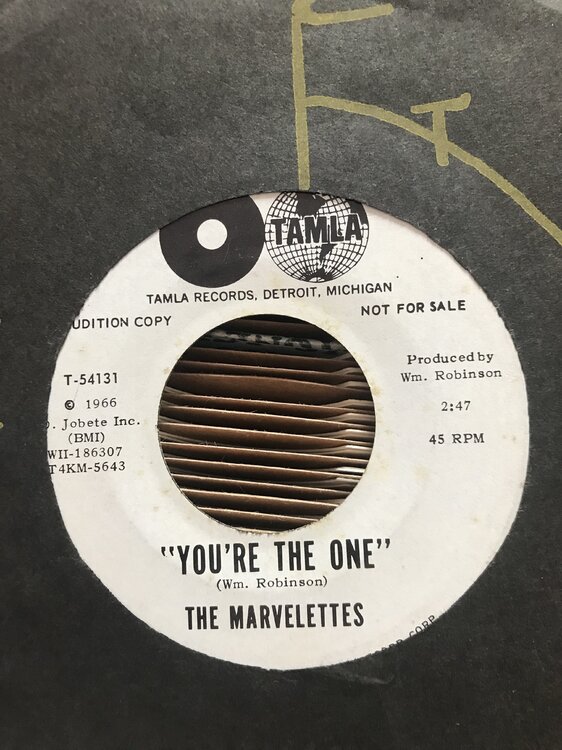 TAMLA
TAMLA RECORDS, DETROIT, MICHIGAN
UDITION COPY
NOT FOR SALE
T-54131
© 1966
. Jobete Inc.
(BMI)
WII-186307
T4KM-5643
Produced by
Wm. Robinson
2:47
45 RPM
"YOU'RE THE ONE"
(Wm. Robinson)
THE MARVELETTES
CORP